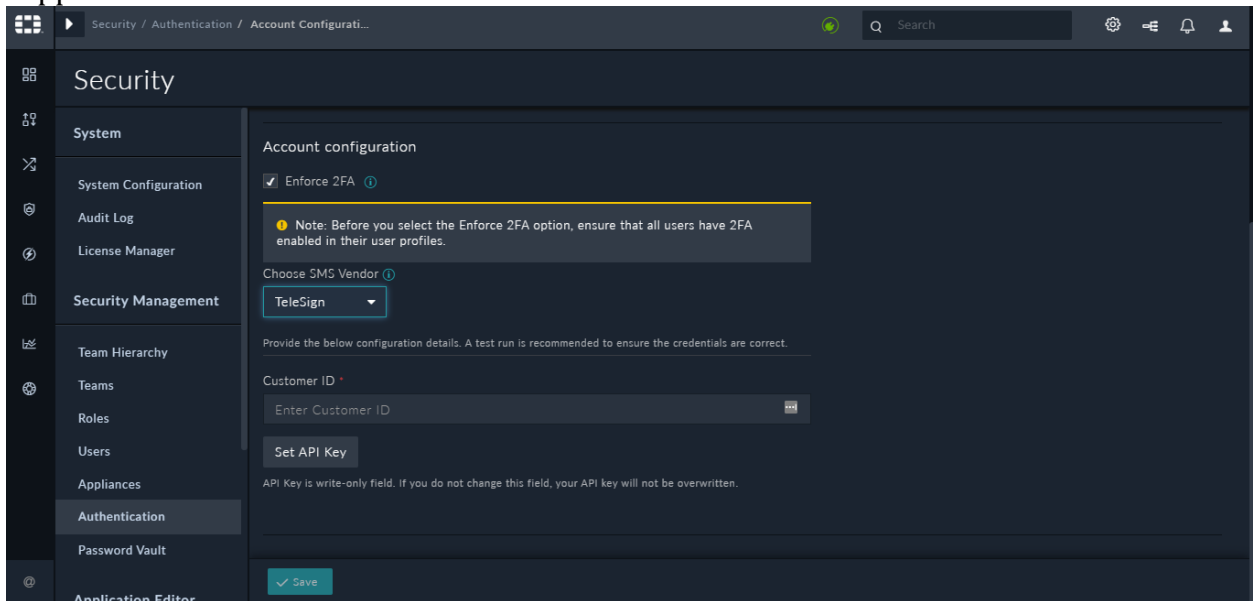 Security / Authentication / Account Configurati...
Search
Security
System
System Configuration
Audit Log
License Manager
Security Management
Team Hierarchy
Teams
Roles
Users
Appliances
Authentication
Password Vault
Application Editor
@
Account configuration
Enforce 2FA
Note: Before you select the Enforce 2FA option, ensure that all users have 2FA
enabled in their user profiles.
Choose SMS Vendor
TeleSign
Provide the below configuration details. A test run is recommended to ensure the credentials are correct.
Customer ID *
Enter Customer ID
Set API Key
API Key is write-only field. If you do not change this field, your API key will not be overwritten.
Save